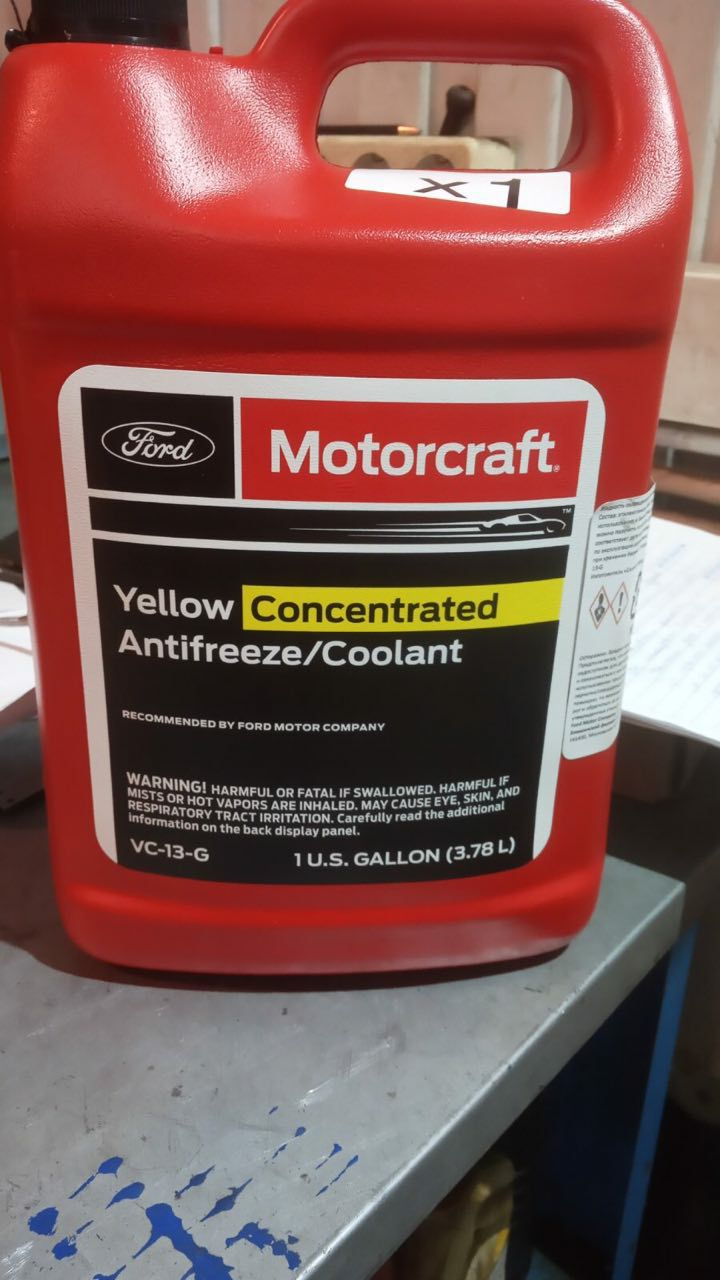 X 1
Ford
Motorcraft®
™
Yellow Concentrated
Antifreeze/Coolant
RECOMMENDED BY FORD MOTOR COMPANY
WARNING! HARMFUL OR FATAL IF SWALLOWED. HARMFUL IF
MISTS OR HOT VAPORS ARE INHALED. MAY CAUSE EYE, SKIN, AND
RESPIRATORY TRACT IRRITATION. Carefully read the additional
information on the back display panel.
VC-13-G 1 U.S. GALLON (3.78 L)